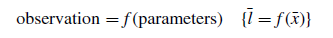 observation = f(parameters) {l̄ = f(x̄)}